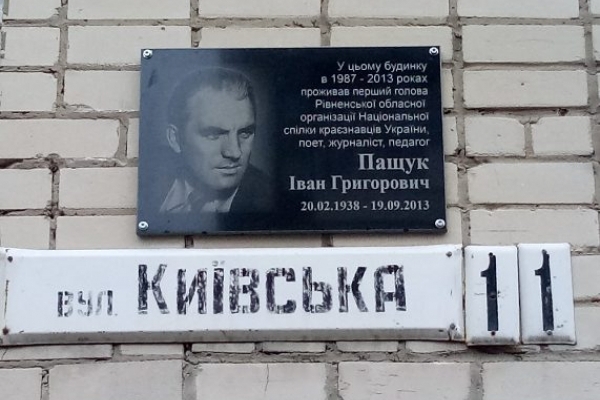 У цьому будинку
в 1987 - 2013 роках
проживав перший голова
Рівненської обласної
організації Національної
спілки краєзнавців України,
поет, журналіст, педагог
Пащук
Іван Григорович
20.02.1938 - 19.09.2013
вул. КИЇВСЬКА 11